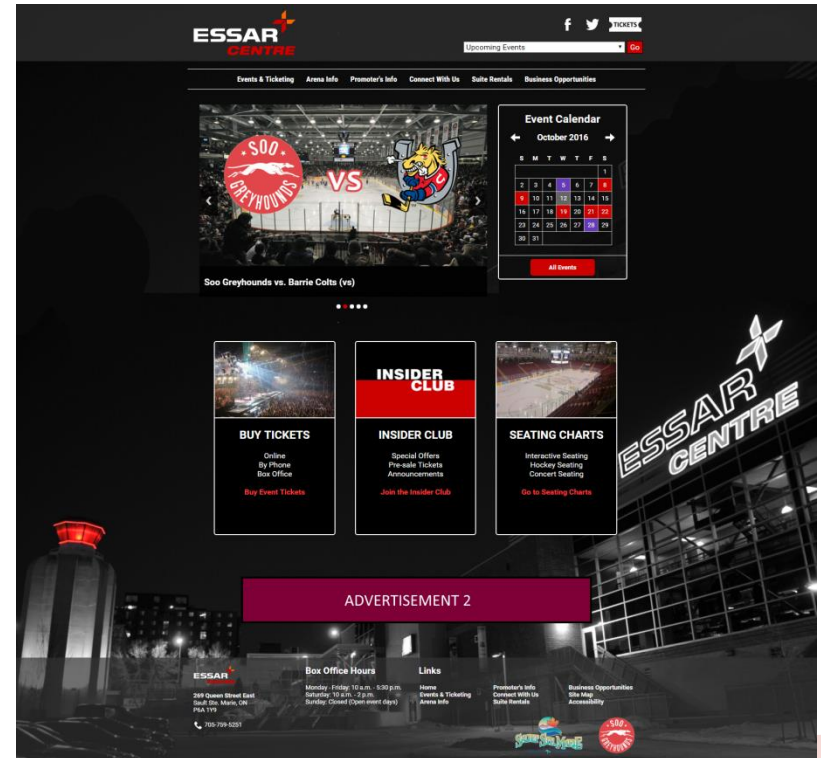 ESSAR
CENTRE
TICKETS
Upcoming Events
Go
Events & Ticketing Arena Info Promoter's Info Connect With Us Suite Rentals Business Opportunities
SOO
GREYHOUNDS
VS
C
Soo Greyhounds vs. Barrie Colts (vs)
Event Calendar
October 2016
S M T W T F S
1
2 3 4 5 6 7 8
9 10 11 12 13 14 15
16 17 18 19 20 21 22
23 24 25 26 27 28 29
30 31
All Events
INSIDER
CLUB
BUY TICKETS
Online
By Phone
Box Office
Buy Event Tickets
INSIDER CLUB
Special Offers
Pre-sale Tickets
Announcements
Join the Insider Club
SEATING CHARTS
Interactive Seating
Hockey Seating
Concert Seating
Go to Seating Charts
ESSAR
CENTRE
ADVERTISEMENT 2
ESSAR
269 Queen Street East
Sault Ste. Marie, ON
P6A 1Y9
705-759-5251
Box Office Hours
Monday - Friday: 10 a.m. - 5:30 p.m.
Saturday: 10 a.m. - 2 p.m.
Sunday: Closed (Open event days)
Links
Home
Events & Ticketing
Arena Info
Promoter's Info
Connect With Us
Suite Rentals
Business Opportunities
Site Map
Accessibility
Sault Ste. Marie
SOO
GREYHOUNDS